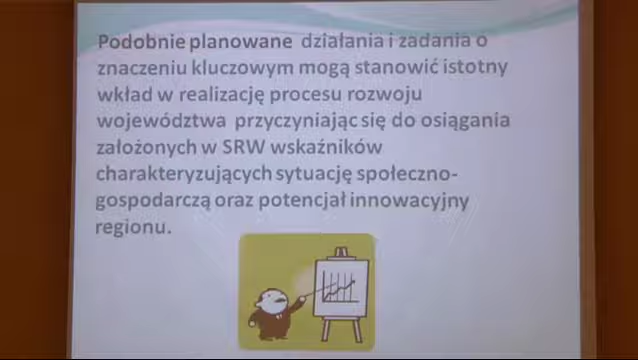 Podobnie planowane działania i zadania o
znaczeniu kluczowym mogą stanowić istotny
wkład w realizację procesu rozwoju
województwa przyczyniając się do osiągania
założonych w SRW wskaźników
charakteryzujących sytuację społeczno-
gospodarczą oraz potencjał innowacyjny
regionu.